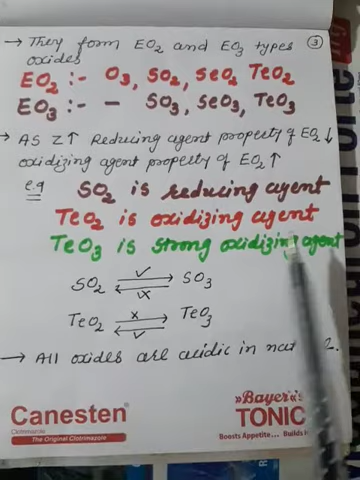 → They form EO₂ and EO₃ types ③
oxides
EO₂ :- O₃, SO₂, SeO₂ TeO₂
EO₃ :- — SO₃, SeO₃, TeO₃
→ AS Z↑ Reducing agent property of EO₂↓
oxidizing agent property of EO₂ ↑
e.g SO₂ is reducing agent
TeO₂ is oxidizing agent
TeO₃ is strong oxidizing agent
SO₂ ✓ ⇌ x SO₃
TeO₂ x ⇌ ✓ TeO₃
→ All oxides are acidic in
Canesten®
Clotrimazole
The Original Clotrimazole
»Bayer«'s
TONIC
Boosts Appetite... Builds